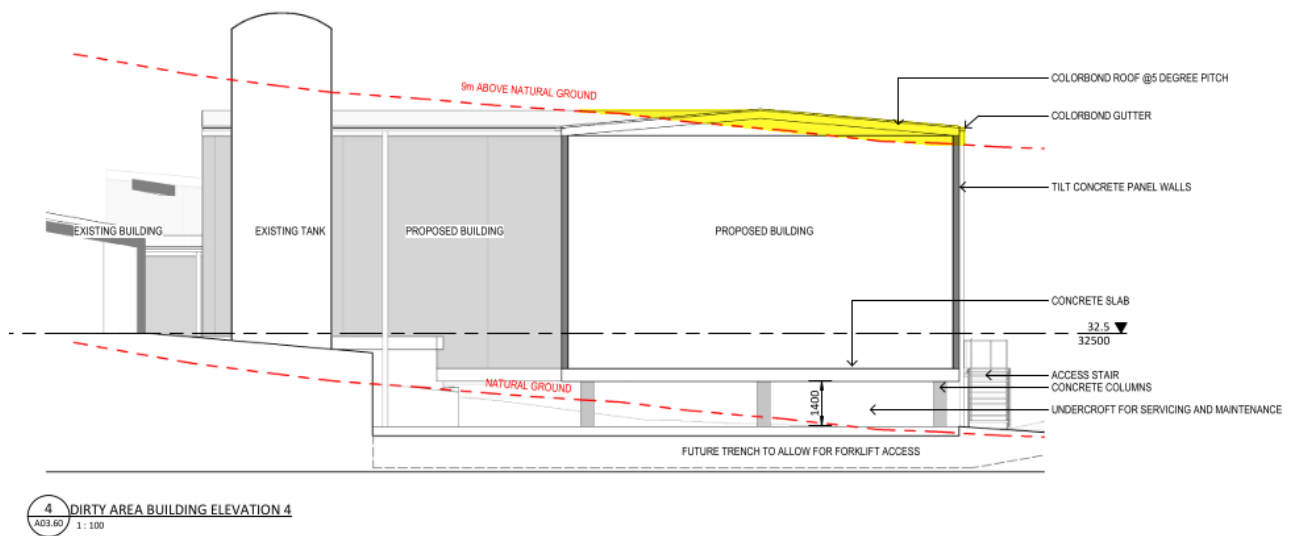 COLORBOND ROOF @5 DEGREE PITCH
9m ABOVE NATURAL GROUND
COLORBOND GUTTER
TILT CONCRETE PANEL WALLS
EXISTING BUILDING
EXISTING TANK
PROPOSED BUILDING
PROPOSED BUILDING
CONCRETE SLAB
32.5
32500
ACCESS STAIR
NATURAL GROUND
CONCRETE COLUMNS
1400
UNDERCROFT FOR SERVICING AND MAINTENANCE
FUTURE TRENCH TO ALLOW FOR FORKLIFT ACCESS
4
DIRTY AREA BUILDING ELEVATION 4
A03.60
1 : 100